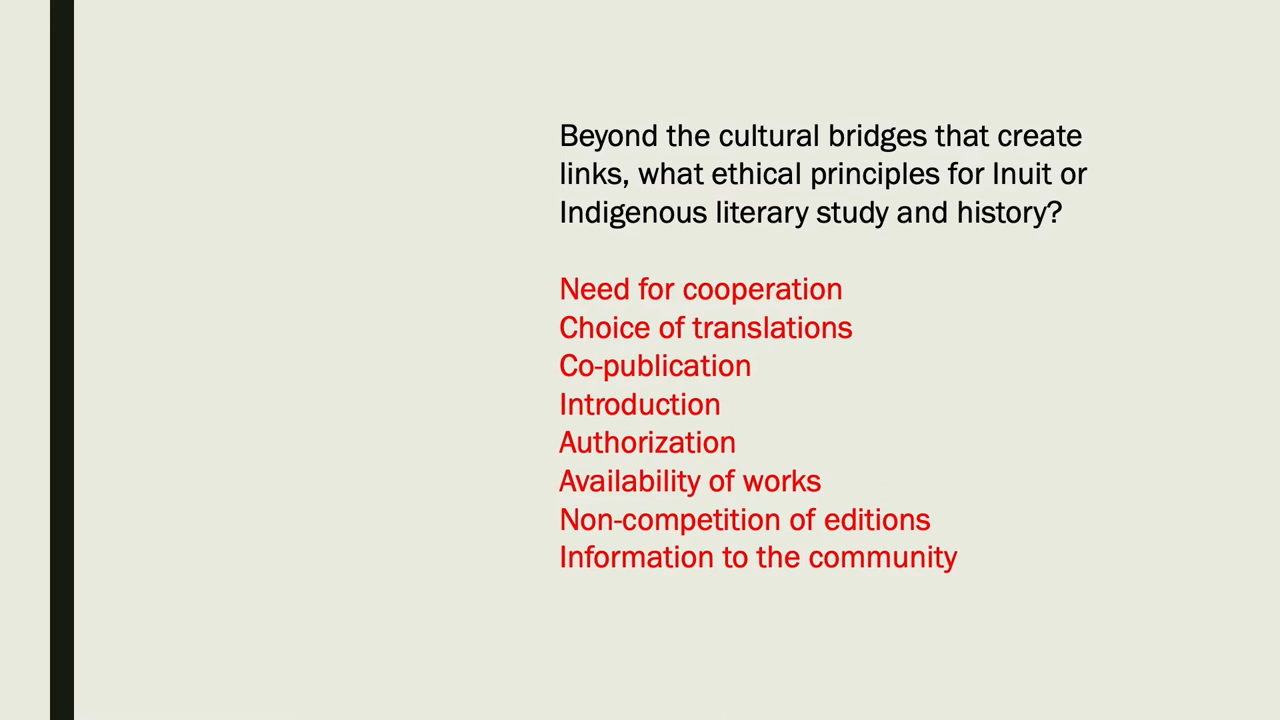 Beyond the cultural bridges that create
links, what ethical principles for Inuit or
Indigenous literary study and history?
Need for cooperation
Choice of translations
Co-publication
Introduction
Authorization
Availability of works
Non-competition of editions
Information to the community